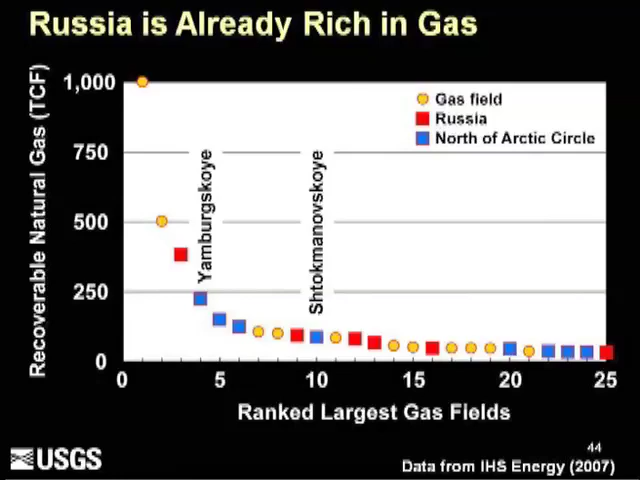 Russia is Already Rich in Gas
Recoverable Natural Gas (TCF)
1,000
750
500
250
0
Gas field
Russia
North of Arctic Circle
Yamburgskoye
Shtokmanovskoye
0 5 10 15 20 25
Ranked Largest Gas Fields
44
USGS
Data from IHS Energy (2007)